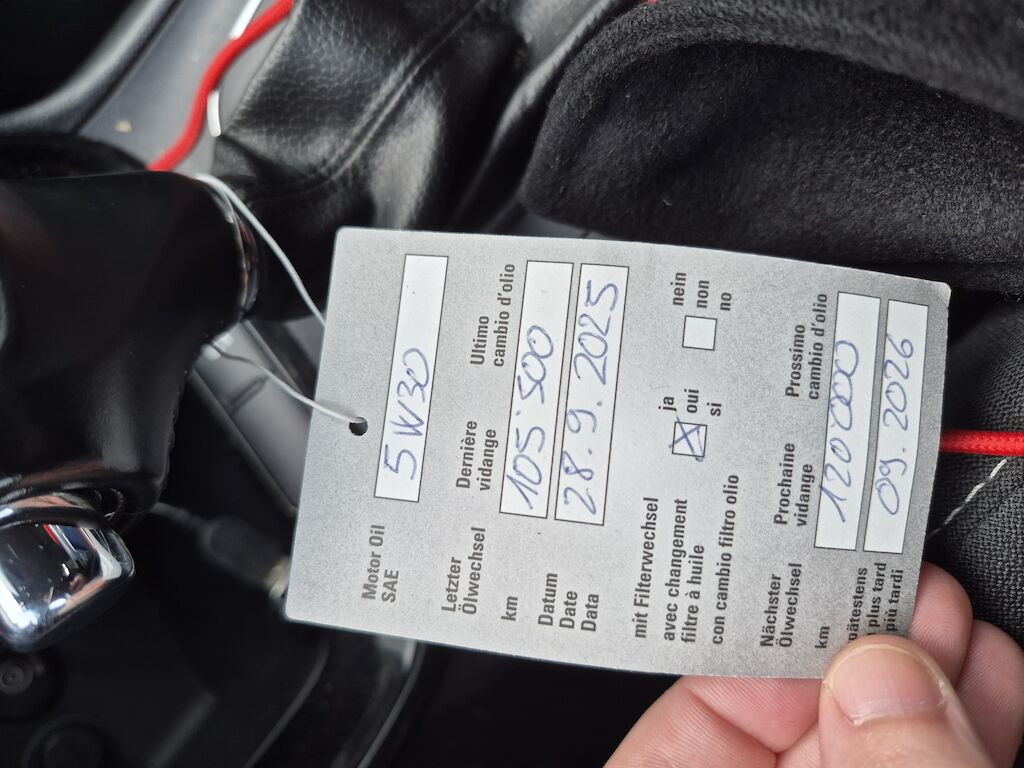 Motor Oil
SAE
5W30
Letzter
Ölwechsel
Dernière
vidange
Ultimo
cambio d'olio
km
105'500
Datum
Date
Data
28.9.2025
mit Filterwechsel
avec changement
filtre à huile
con cambio filtro olio
ja
oui
si
nein
non
no
Nächster
Ölwechsel
Prochaine
vidange
Prossimo
cambio d'olio
km
120'000
spätestens
plus tard
più tardi
09.2026